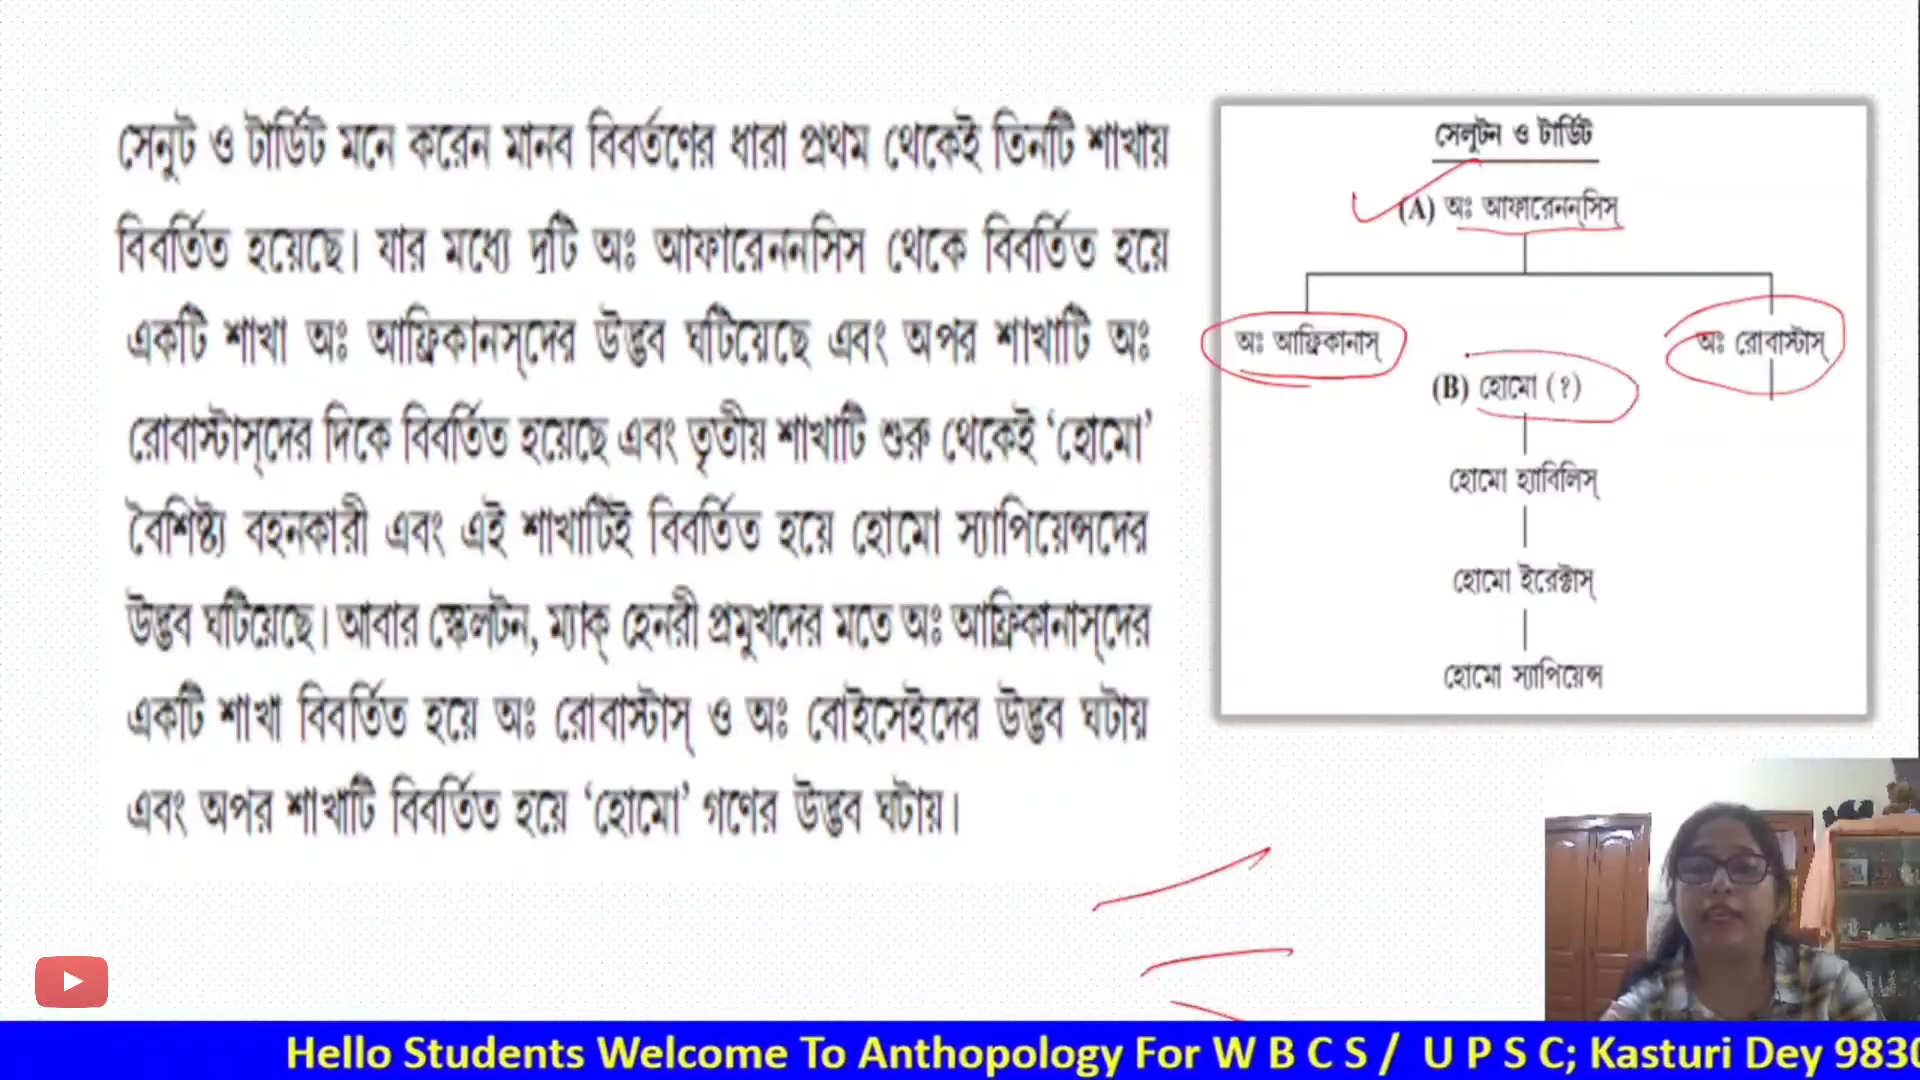 সেনুট ও টার্ডিট মনে করেন মানব বিবর্তণের ধারা প্রথম থেকেই তিনটি শাখায়
বিবর্তিত হয়েছে। যার মধ্যে দুটি অঃ আফারেননসিস থেকে বিবর্তিত হয়ে
একটি শাখা অঃ আফ্রিকানস্‌দের উদ্ভব ঘটিয়েছে এবং অপর শাখাটি অঃ
রোবাস্টাস্‌দের দিকে বিবর্তিত হয়েছে এবং তৃতীয় শাখাটি শুরু থেকেই ‘হোমো’
বৈশিষ্ট্য বহনকারী এবং এই শাখাটিই বিবর্তিত হয়ে হোমো স্যাপিয়েন্সদের
উদ্ভব ঘটিয়েছে। আবার স্কেলটন, ম্যাক্ হেনরী প্রমুখদের মতে অঃ আফ্রিকানাস্‌দের
একটি শাখা বিবর্তিত হয়ে অঃ রোবাস্টাস্ ও অঃ বোইসেইদের উদ্ভব ঘটায়
এবং অপর শাখাটি বিবর্তিত হয়ে ‘হোমো’ গণের উদ্ভব ঘটায়।
সেলুটন ও টার্ডিট
(A) অঃ আফারেনন্‌সিস্
অঃ আফ্রিকানাস্ অঃ রোবাস্টাস্
(B) হোমো (?)
হোমো হ্যাবিলিস্
হোমো ইরেক্টাস্
হোমো স্যাপিয়েন্স
Hello Students Welcome To Anthopology For W B C S / U P S C; Kasturi Dey 983